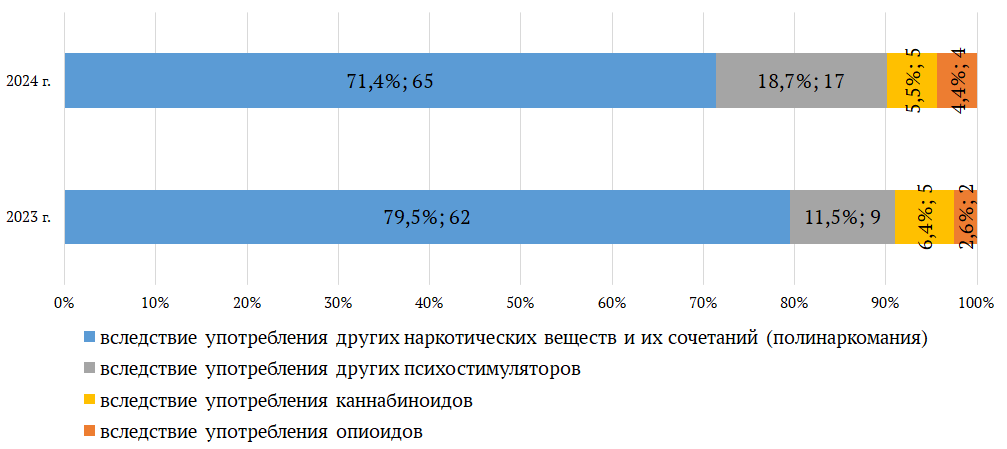 2024 г.
71,4%; 65
18,7%; 17
5,5%; 5
4,4%; 4
2023 г.
79,5%; 62
11,5%; 9
6,4%; 5
2,6%; 2
0% 10% 20% 30% 40% 50% 60% 70% 80% 90% 100%
вследствие употребления других наркотических веществ и их сочетаний (полинаркомания)
вследствие употребления других психостимуляторов
вследствие употребления каннабиноидов
вследствие употребления опиоидов